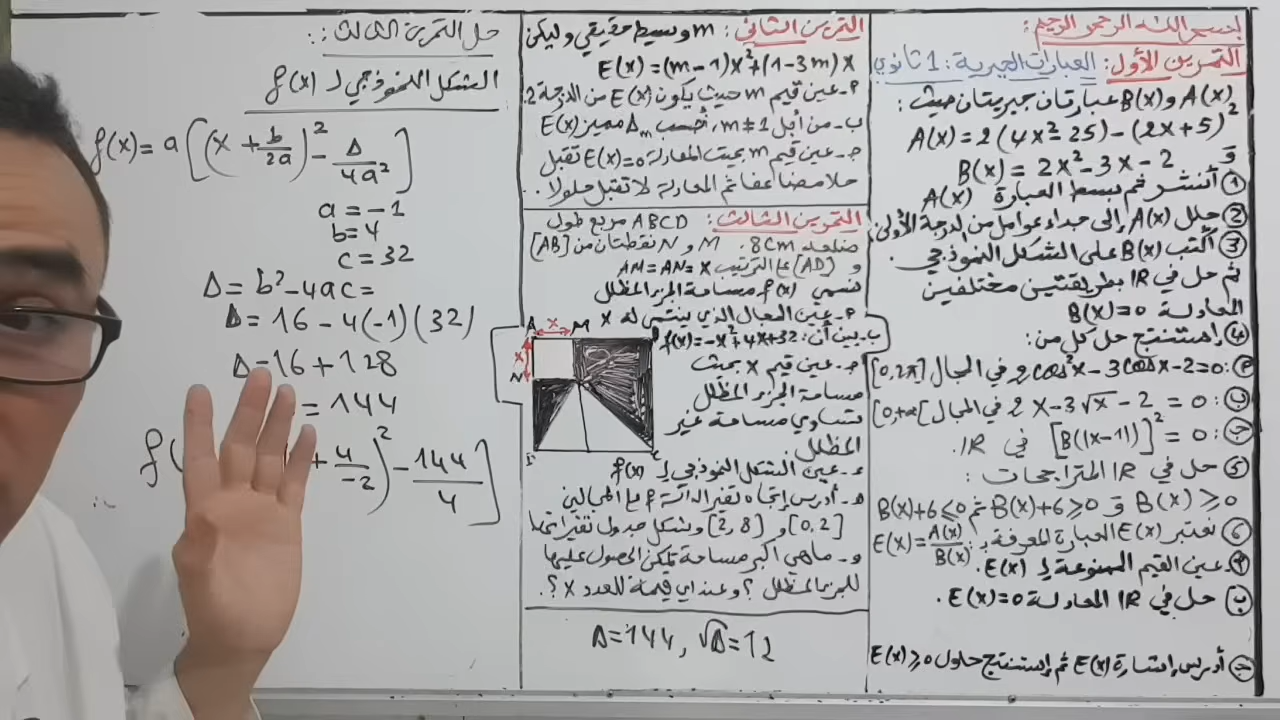 بسم الله الرحمن الرحيم:
التمرين الأول: العبارات الجبرية: 1 ثانوي
A(x) و B(x) عبارتان جبريتان حيث:
A(x) = 2(4x² - 25) - (2x+5)²
و
B(x) = 2x² - 3x - 2
① أنشر ثم بسط العبارة A(x)
② حلل A(x) إلى جداء عوامل من الدرجة الأولى.
③ أكتب B(x) على الشكل النموذجي.
ثم حل في IR بطريقتين مختلفتين
المعادلة B(x)=0
④ إستنتج حل كل من:
2cos²x - 3cosx - 2 = 0 في المجال [0,2π]
ب: 2x - 3√x - 2 = 0 في المجال [0,+∞[
ج: [B(|x-1|)]² = 0 في IR.
⑤ حل في IR المتراجحات:
B(x) ⩾ 0 و B(x)+6 ⩾ 0 ثم B(x)+6 ⩽ 0
⑥ نعتبر E(x) العبارة المعرفة بـ: E(x) = A(x)/B(x)
عين القيم الممنوعة لـ E(x).
ب حل في IR المعادلة E(x)=0.
أدرس إشارة E(x) ثم إستنتج حلول E(x) ⩾ 0
التمرين الثاني: m وسيط حقيقي وليكن
E(x) = (m-1)x² + (1-3m)x
م- عين قيم m حيث يكون E(x) من الدرجة 2.
ب- من أجل m≠1، أحسب Δm مميز E(x)
ج- عين قيم m بحيث المعادلة E(x)=0 تقبل
حلا مضاعفا ثم المعادلة لا تقبل حلولا.
التمرين الثالث: ABCD مربع طول
ضلعه 8cm. M و N نقطتان من [AB]
و [AD] على الترتيب AM=AN=x
نسمي f(x) مساحة الجزء المظلل
م- عين المجال الذي ينتمي له x
ب- بين أن: f(x) = -x²+4x+32
ج- عين قيم x بحيث
مساحة الجزء المظلل
تساوي مساحة غير
المظلل
عين الشكل النموذجي لـ f(x)
هـ- أدرس إتجاه تغير الدالة f على المجالين
[0,2] و [2,8] وشكل جدول تغيراتها
و- ماهي أكبر مساحة يمكن الحصول عليها
للجزء المظلل؟ وعند أي قيمة للعدد x؟
A x M
x
N
Δ=144, √Δ=12
حل التمرين الثالث:
الشكل النموذجي لـ f(x)
f(x) = a[(x + b/2a)² - Δ/4a²]
a = -1
b = 4
c = 32
Δ = b² - 4ac =
Δ = 16 - 4(-1)(32)
Δ = 16 + 128
= 144
f( + 4/-2)² - 144/4]